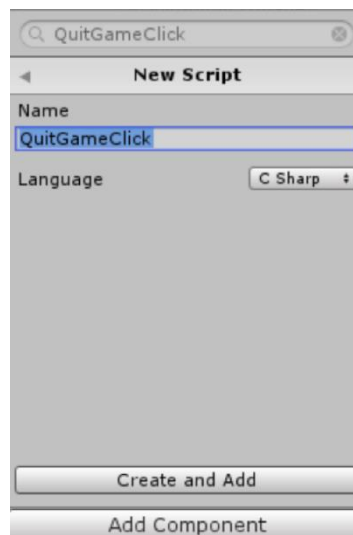 QuitGameClick
New Script
Name
QuitGameClick
Language C Sharp
Create and Add
Add Component